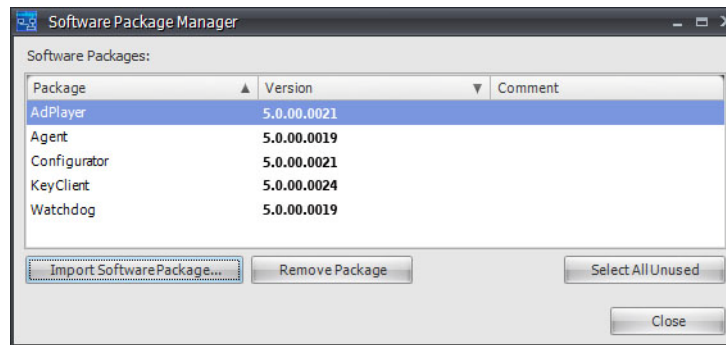 Software Package Manager
Software Packages:
Package Version Comment
AdPlayer 5.0.00.0021
Agent 5.0.00.0019
Configurator 5.0.00.0021
KeyClient 5.0.00.0024
Watchdog 5.0.00.0019
Import Software Package... Remove Package Select All Unused
Close